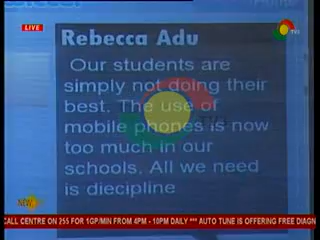 LIVE
TV3
Rebecca Adu
Our students are
simply not doing their
best. The use of
mobile phones is now
too much in our
schools. All we need
is diecipline
NEW
CALL CENTRE ON 255 FOR 1GP/MIN FROM 4PM - 10PM DAILY *** AUTO TUNE IS OFFERING FREE DIAGN